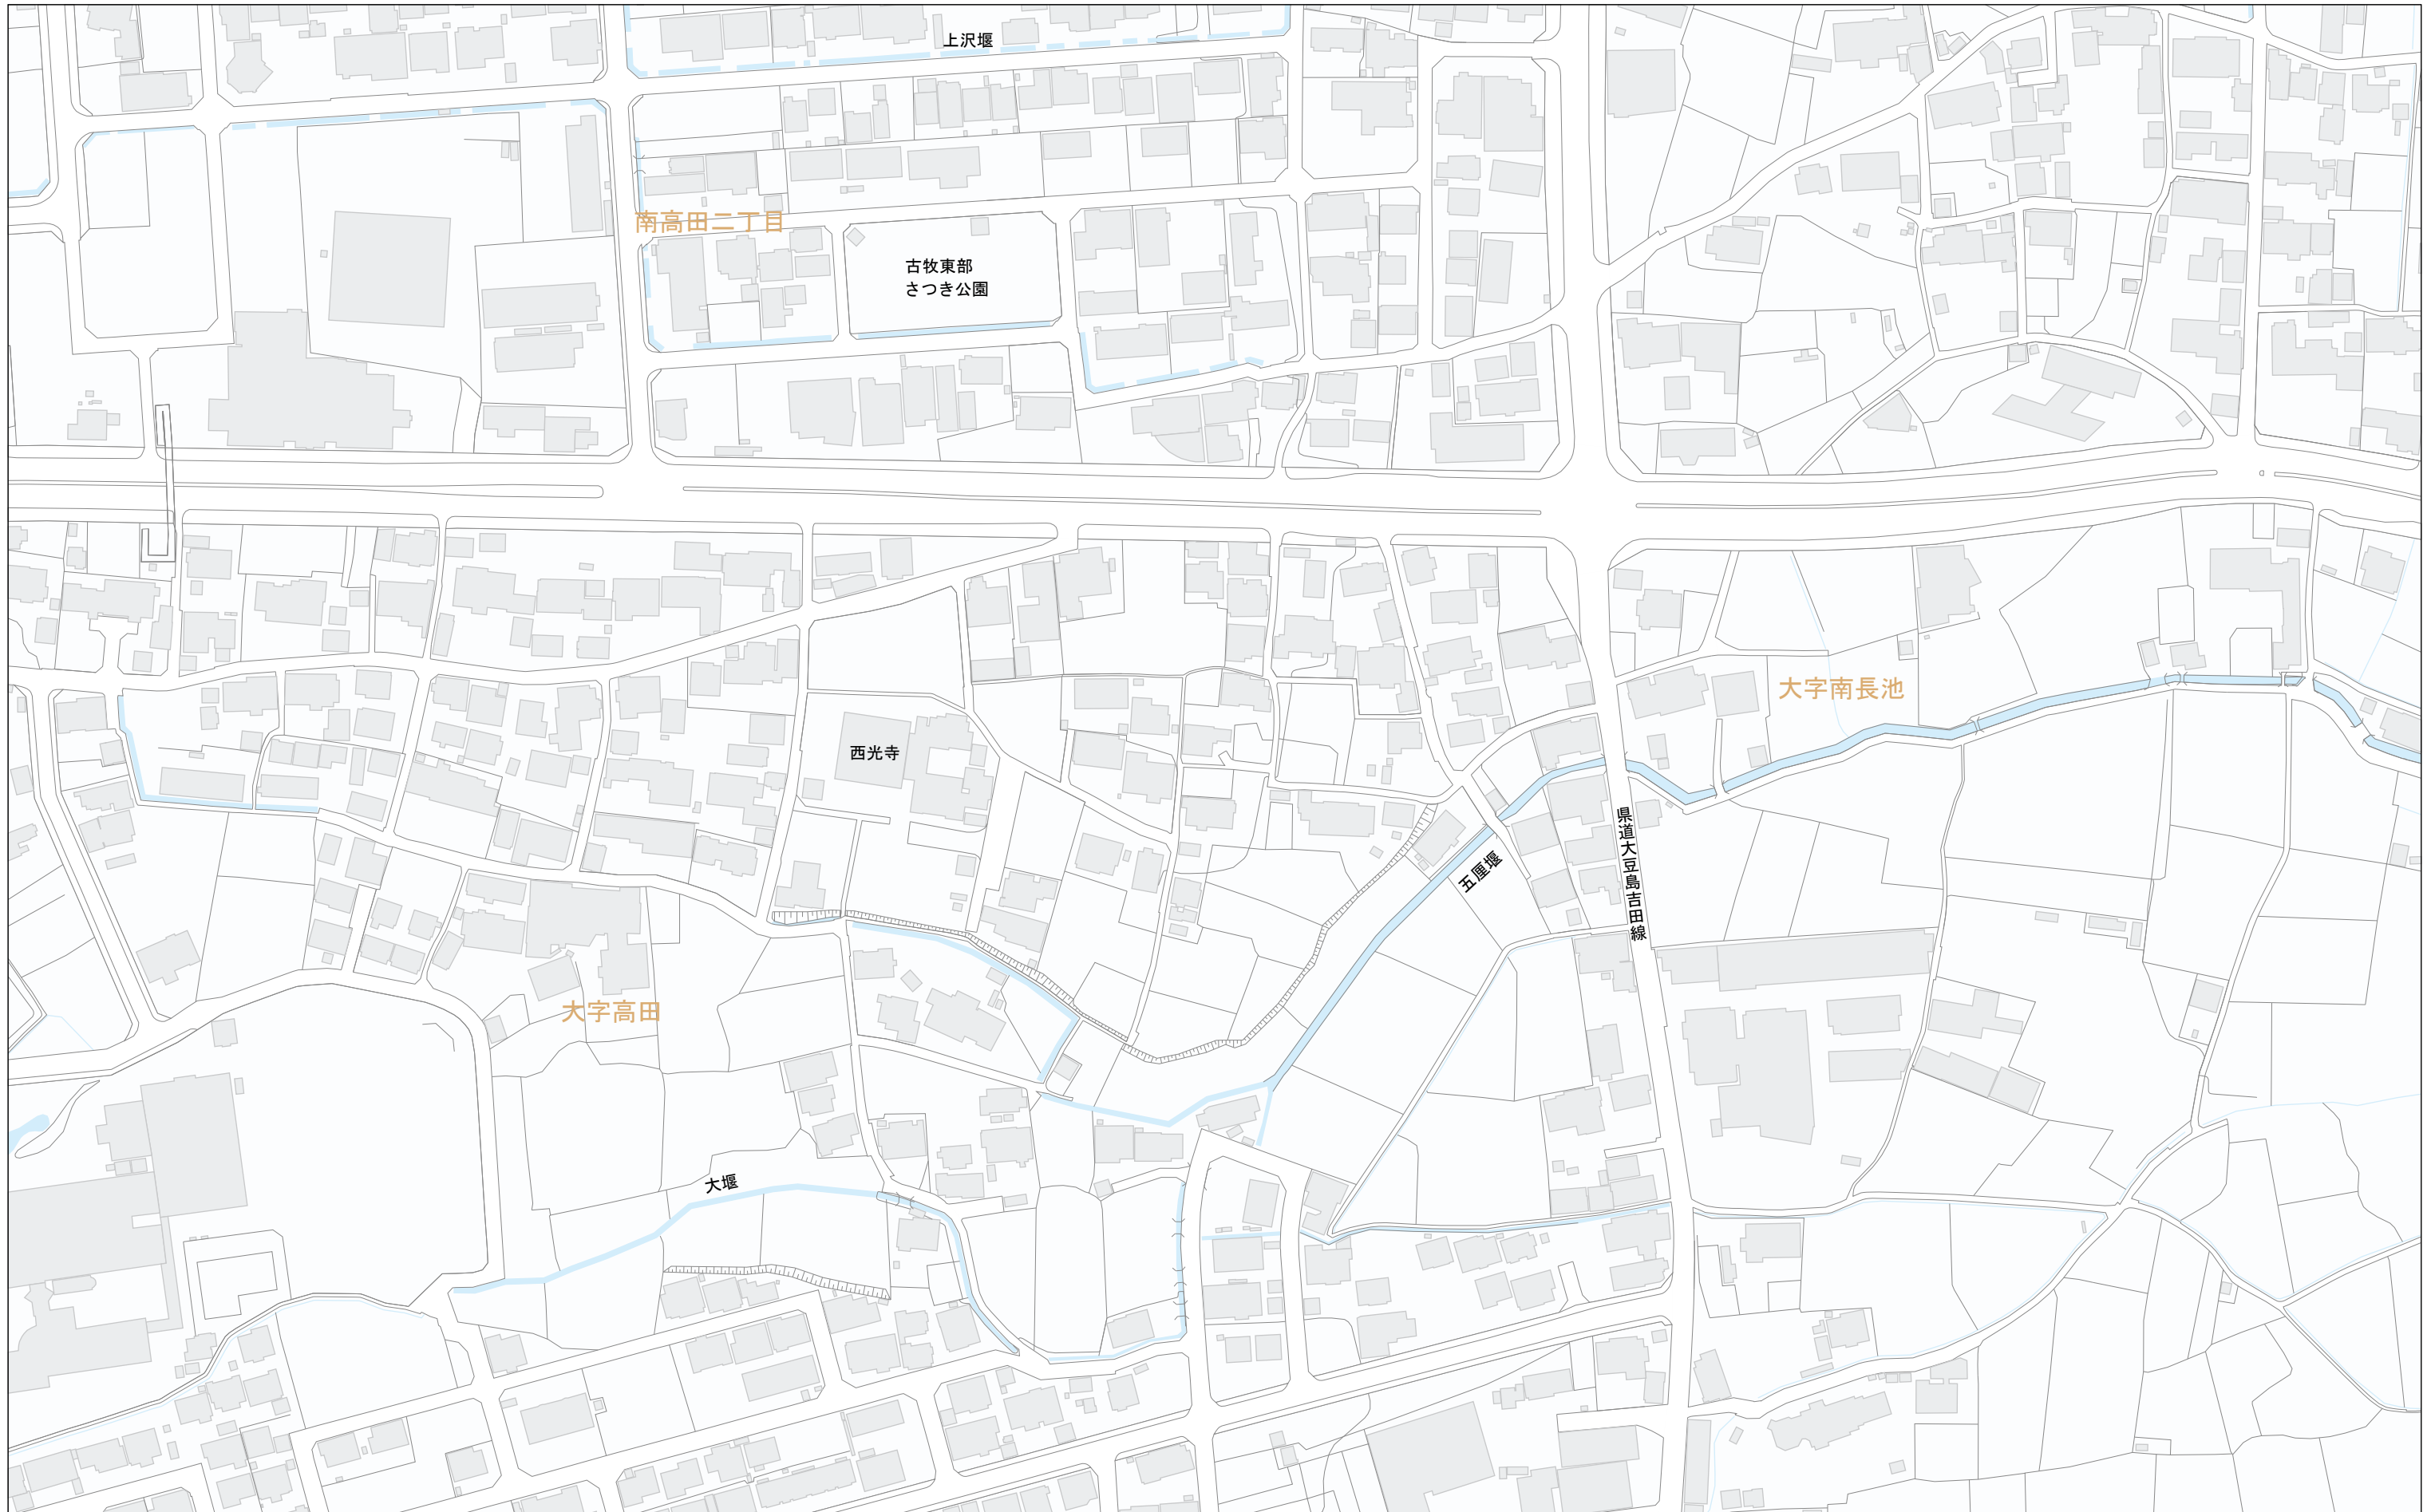 上沢堰
南高田二丁目
古牧東部
さつき公園
大字南長池
西光寺
県道大豆島吉田線
五厘堰
大字高田
大堰